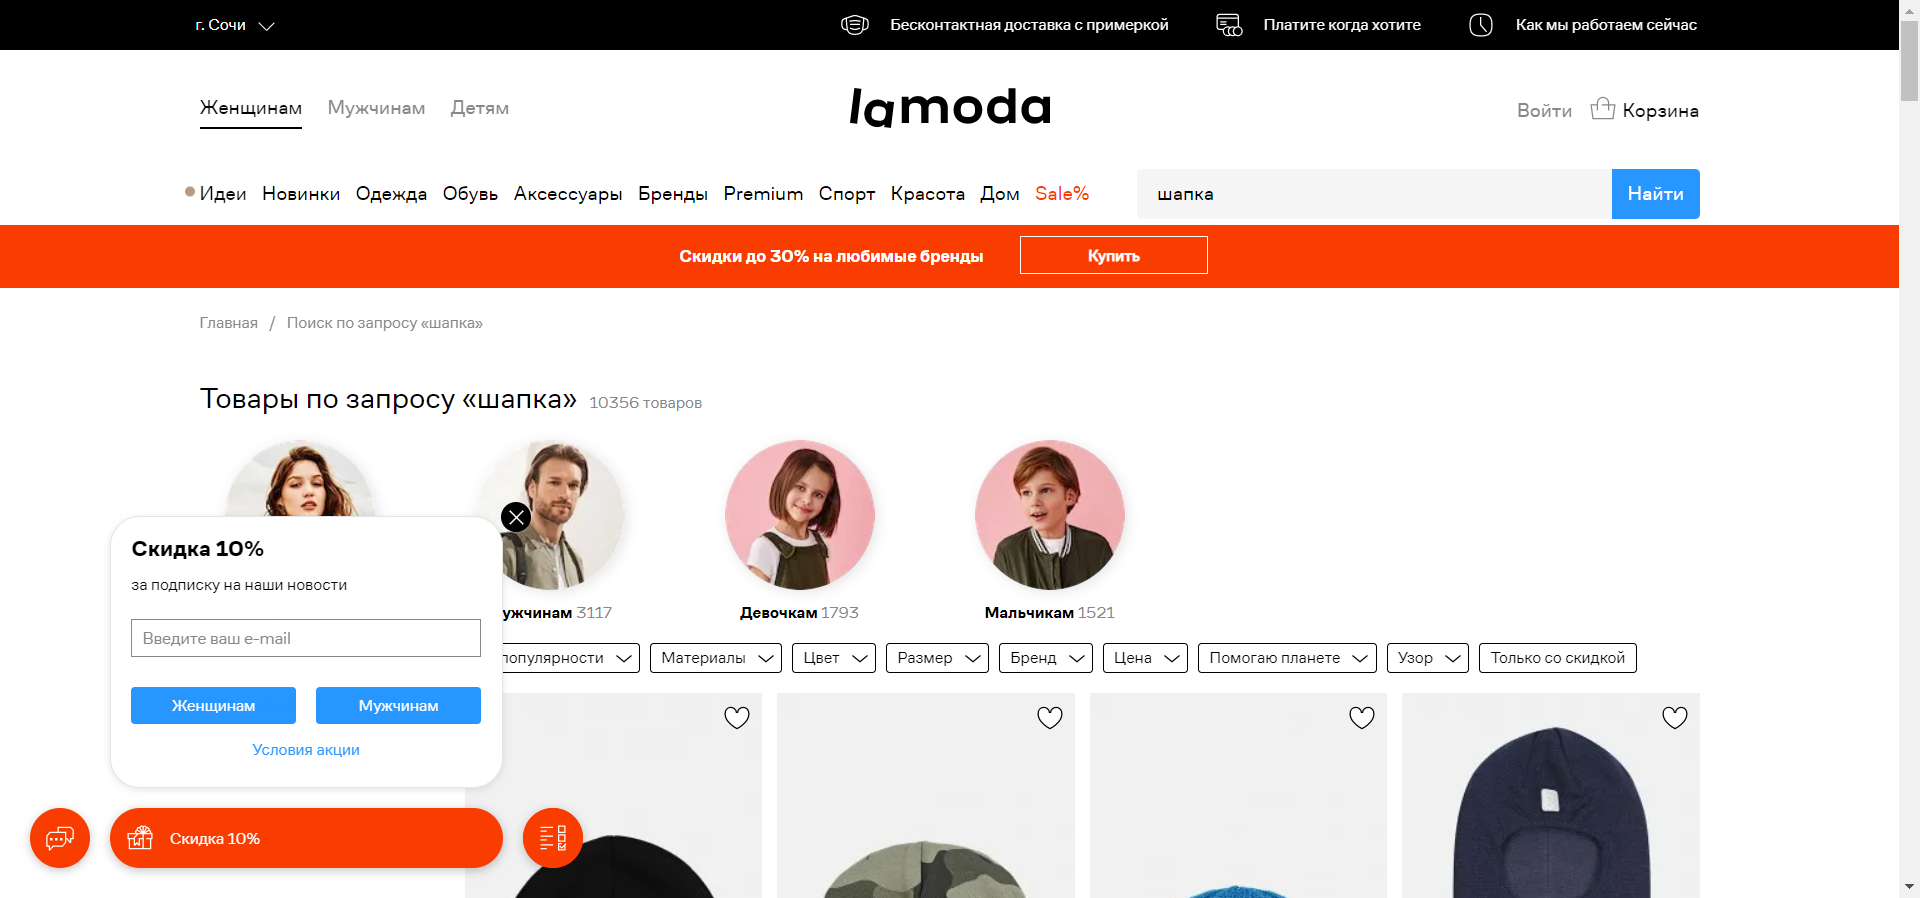 г. Сочи
Бесконтактная доставка с примеркой
Платите когда хотите
Как мы работаем сейчас
Женщинам Мужчинам Детям
lamoda
Войти Корзина
Идеи Новинки Одежда Обувь Аксессуары Бренды Premium Спорт Красота Дом Sale%
шапка
Найти
Скидки до 30% на любимые бренды
Купить
Главная / Поиск по запросу «шапка»
Товары по запросу «шапка» 10356 товаров
ужчинам 3117
Девочкам 1793
Мальчикам 1521
популярности Материалы Цвет Размер Бренд Цена Помогаю планете Узор Только со скидкой
Скидка 10%
за подписку на наши новости
Введите ваш e-mail
Женщинам Мужчинам
Условия акции
Скидка 10%